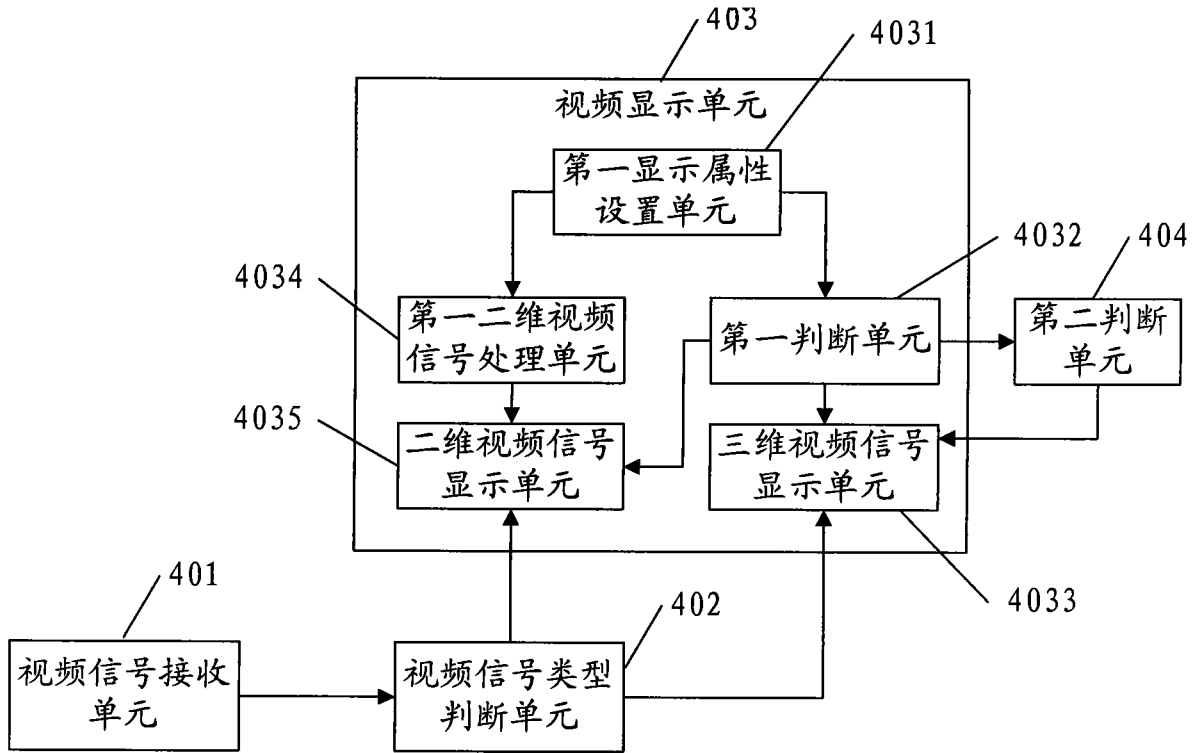 403
4031
视频显示单元
第一显示属性
设置单元
4034
4032
404
第一二维视频
信号处理单元
第一判断单元
第二判断
单元
4035
二维视频信号
显示单元
三维视频信号
显示单元
401
402
4033
视频信号接收
单元
视频信号类型
判断单元